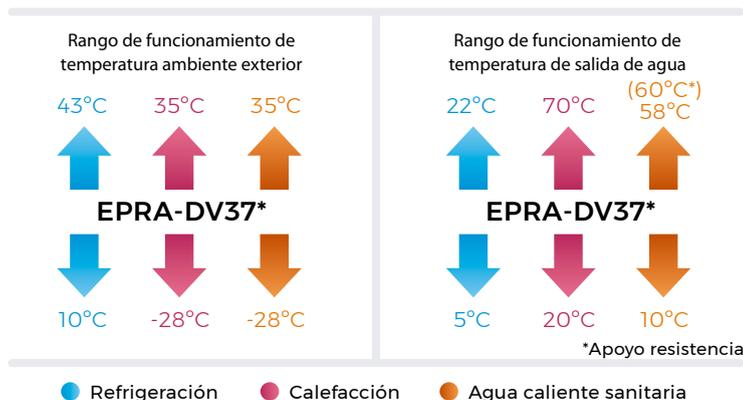 Rango de funcionamiento de
temperatura ambiente exterior
43°C 35°C 35°C
EPRA-DV37*
10°C -28°C -28°C
Rango de funcionamiento de
temperatura de salida de agua
(60°C*)
22°C 70°C 58°C
EPRA-DV37*
5°C 20°C 10°C
*Apoyo resistencia
Refrigeración Calefacción Agua caliente sanitaria